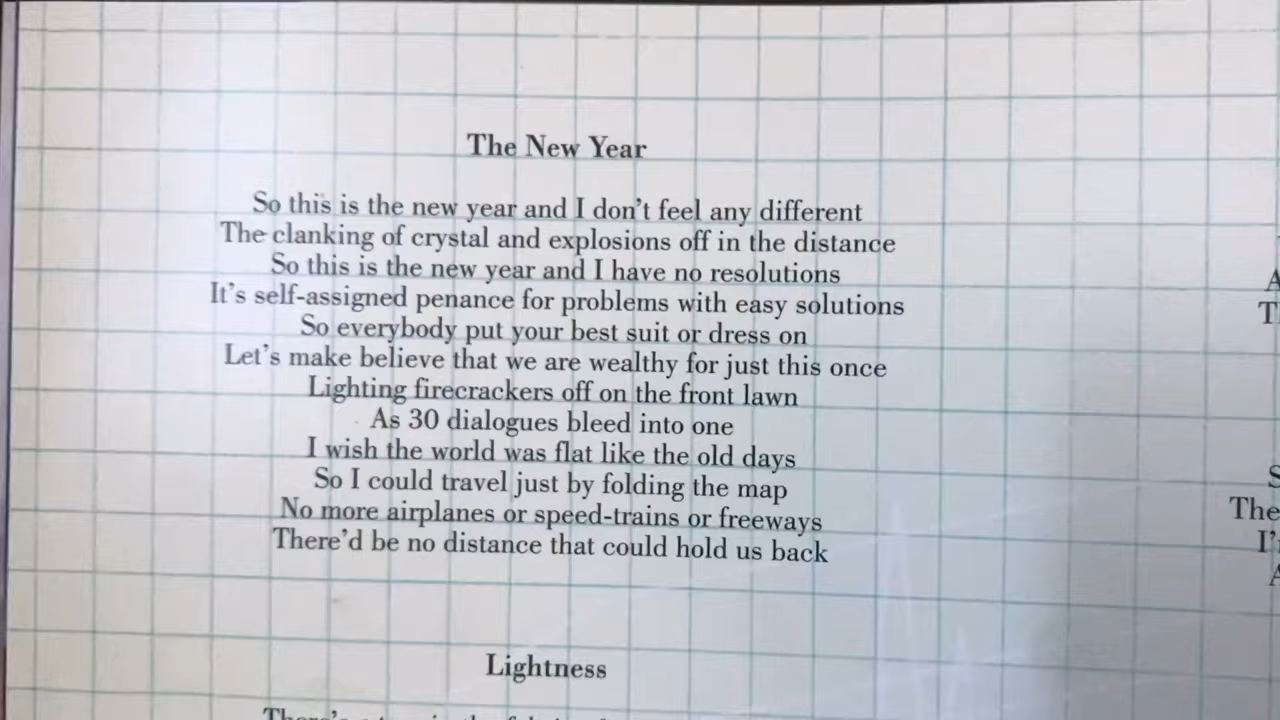 The New Year
So this is the new year and I don't feel any different
The clanking of crystal and explosions off in the distance
So this is the new year and I have no resolutions
It's self-assigned penance for problems with easy solutions
So everybody put your best suit or dress on
Let's make believe that we are wealthy for just this once
Lighting firecrackers off on the front lawn
As 30 dialogues bleed into one
I wish the world was flat like the old days
So I could travel just by folding the map
No more airplanes or speed-trains or freeways
There'd be no distance that could hold us back
Lightness
There's
The